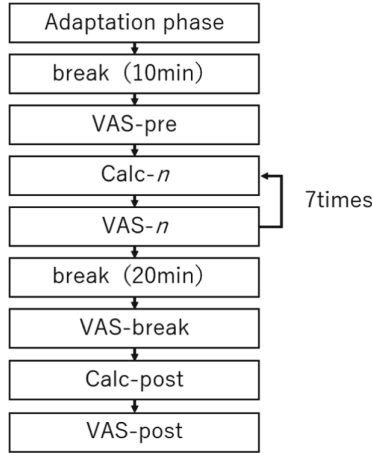 Adaptation phase
break（10min）
VAS-pre
Calc-n
7times
VAS-n
break（20min）
VAS-break
Calc-post
VAS-post